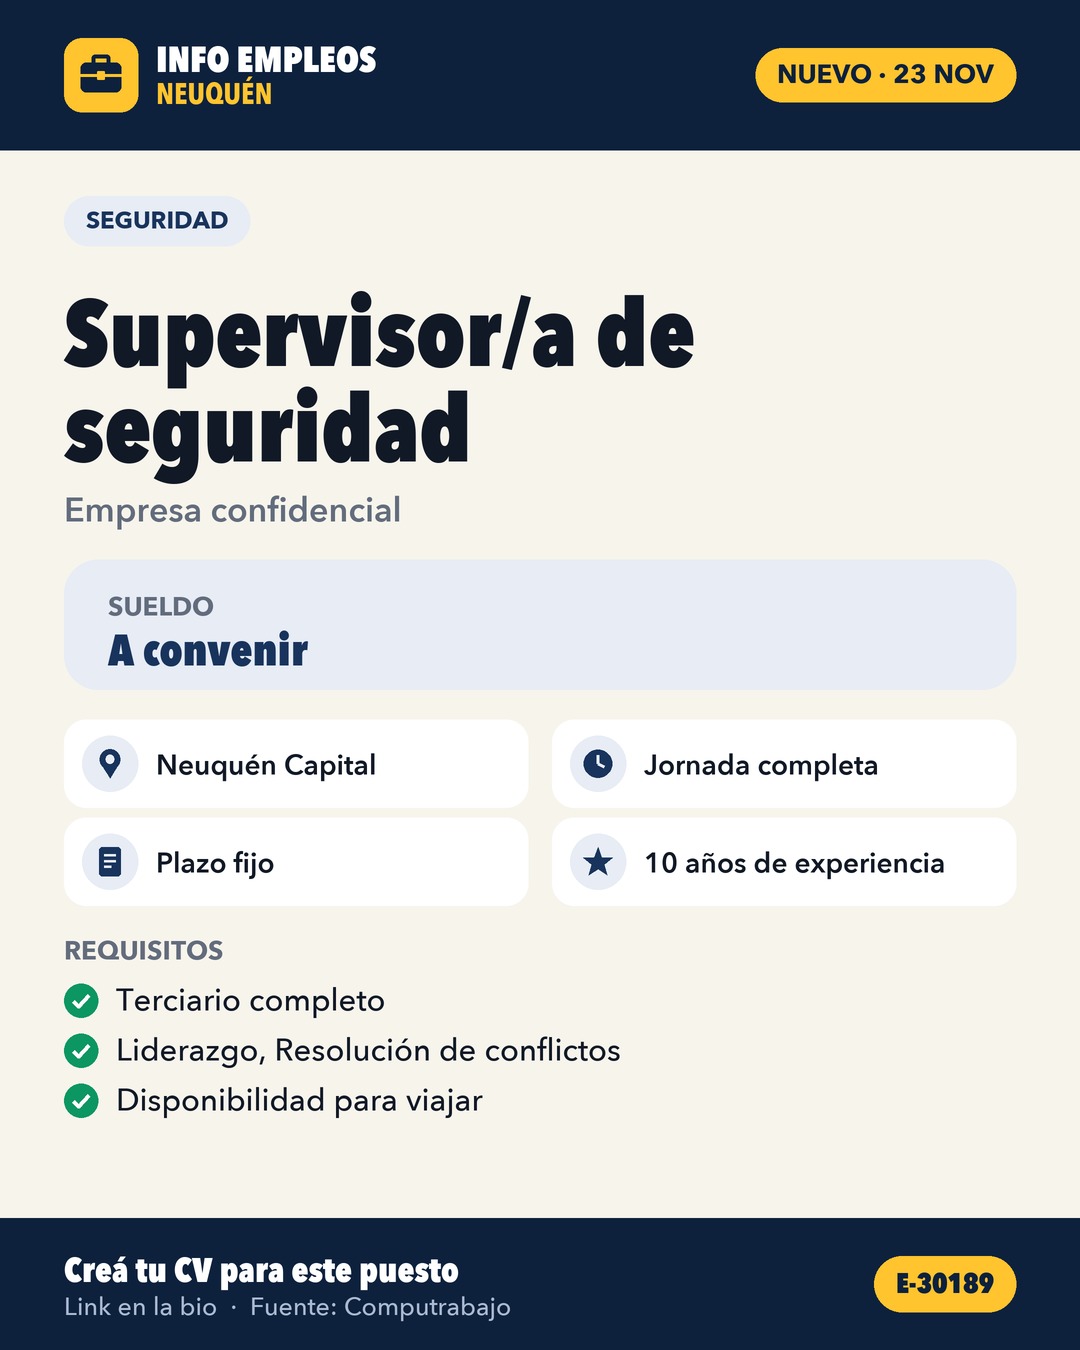 INFO EMPLEOS
NEUQUÉN
NUEVO · 23 NOV
SEGURIDAD
Supervisor/a de
seguridad
Empresa confidencial
SUELDO
A convenir
Neuquén Capital
Jornada completa
Plazo fijo
10 años de experiencia
REQUISITOS
Terciario completo
Liderazgo, Resolución de conflictos
Disponibilidad para viajar
Creá tu CV para este puesto
Link en la bio · Fuente: Computrabajo
E-30189